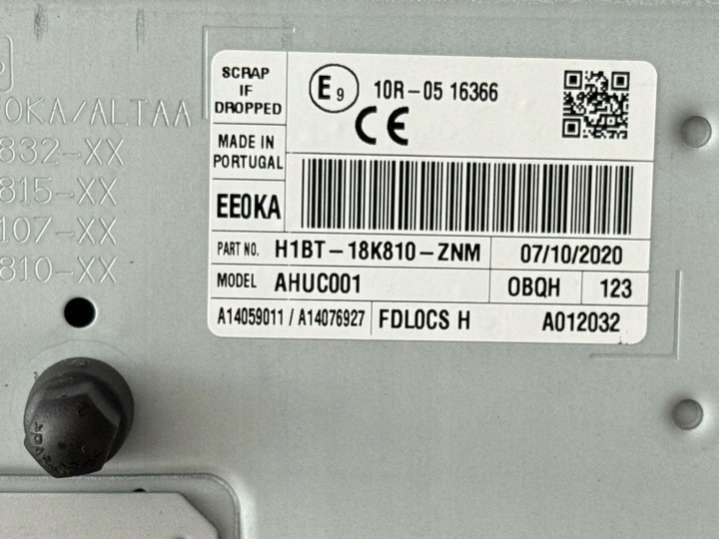 SCRAP
IF
DROPPED
E9 10R-05 16366
CE
MADE IN
PORTUGAL
EE0KA
PART NO. H1BT-18K810-ZNM 07/10/2020
MODEL AHUC001 OBQH 123
A14059011 / A14076927 FDLOCS H A012032
0KA/ALTAA
832-XX
815-XX
107-XX
810-XX